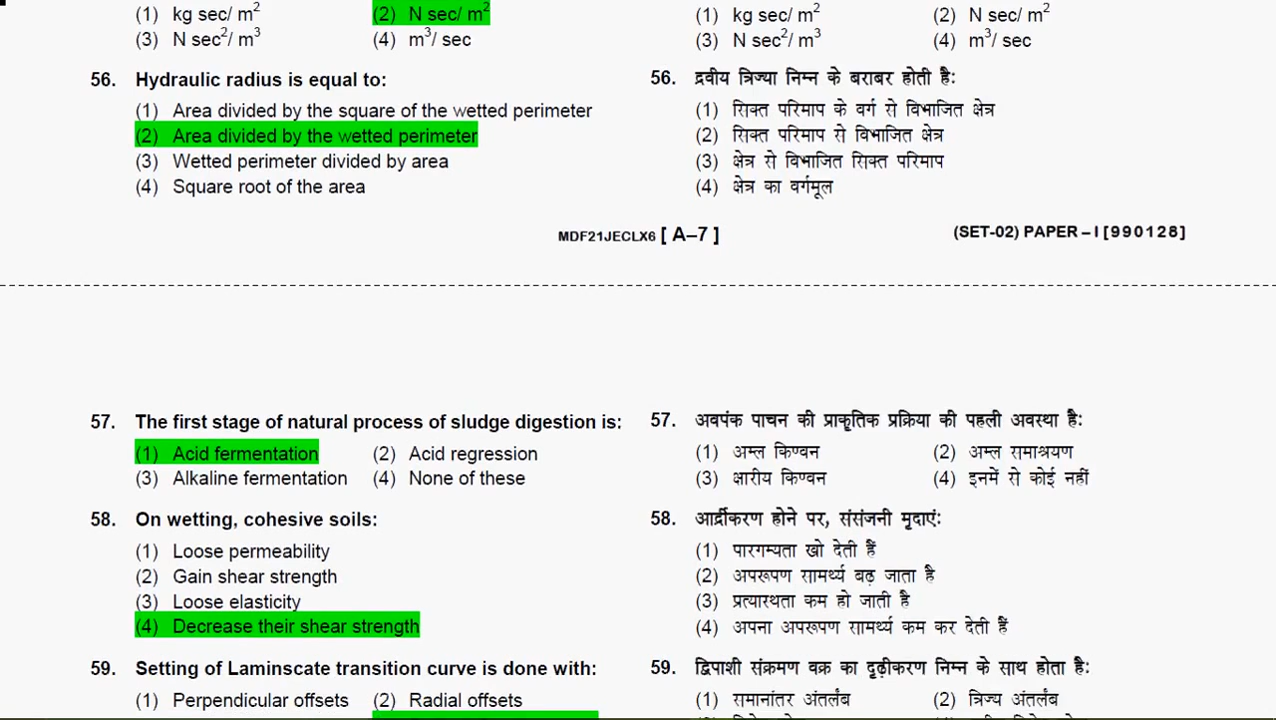 (1) kg sec/ m² (2) N sec/ m²
(3) N sec²/ m³ (4) m³/ sec
56. Hydraulic radius is equal to:
(1) Area divided by the square of the wetted perimeter
(2) Area divided by the wetted perimeter
(3) Wetted perimeter divided by area
(4) Square root of the area
(1) kg sec/ m² (2) N sec/ m²
(3) N sec²/ m³ (4) m³/ sec
56. द्रवीय त्रिज्या निम्न के बराबर होती है:
(1) सिक्त परिमाप के वर्ग से विभाजित क्षेत्र
(2) सिक्त परिमाप से विभाजित क्षेत्र
(3) क्षेत्र से विभाजित सिक्त परिमाप
(4) क्षेत्र का वर्गमूल
MDF21JECLX6 [ A–7 ] (SET-02) PAPER – I [990128]
57. The first stage of natural process of sludge digestion is:
(1) Acid fermentation (2) Acid regression
(3) Alkaline fermentation (4) None of these
58. On wetting, cohesive soils:
(1) Loose permeability
(2) Gain shear strength
(3) Loose elasticity
(4) Decrease their shear strength
59. Setting of Laminscate transition curve is done with:
(1) Perpendicular offsets (2) Radial offsets
57. अवपंक पाचन की प्राकृतिक प्रक्रिया की पहली अवस्था है:
(1) अम्ल किण्वन (2) अम्ल समाश्रयण
(3) क्षारीय किण्वन (4) इनमें से कोई नहीं
58. आर्द्रीकरण होने पर, संसंजनी मृदाएं:
(1) पारगम्यता खो देती हैं
(2) अपरूपण सामर्थ्य बढ़ जाता है
(3) प्रत्यास्थता कम हो जाती है
(4) अपना अपरूपण सामर्थ्य कम कर देती हैं
59. द्विपाशी संक्रमण वक्र का दृढ़ीकरण निम्न के साथ होता है:
(1) समानांतर अंतर्लंब (2) त्रिज्य अंतर्लंब